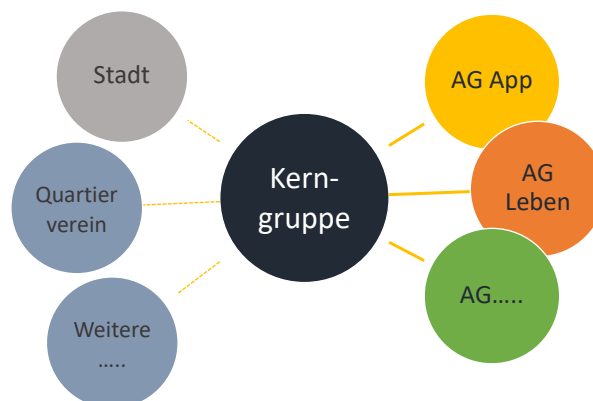 Stadt
Quartier
verein
Weitere
…..
Kern-
gruppe
AG App
AG
Leben
AG…..